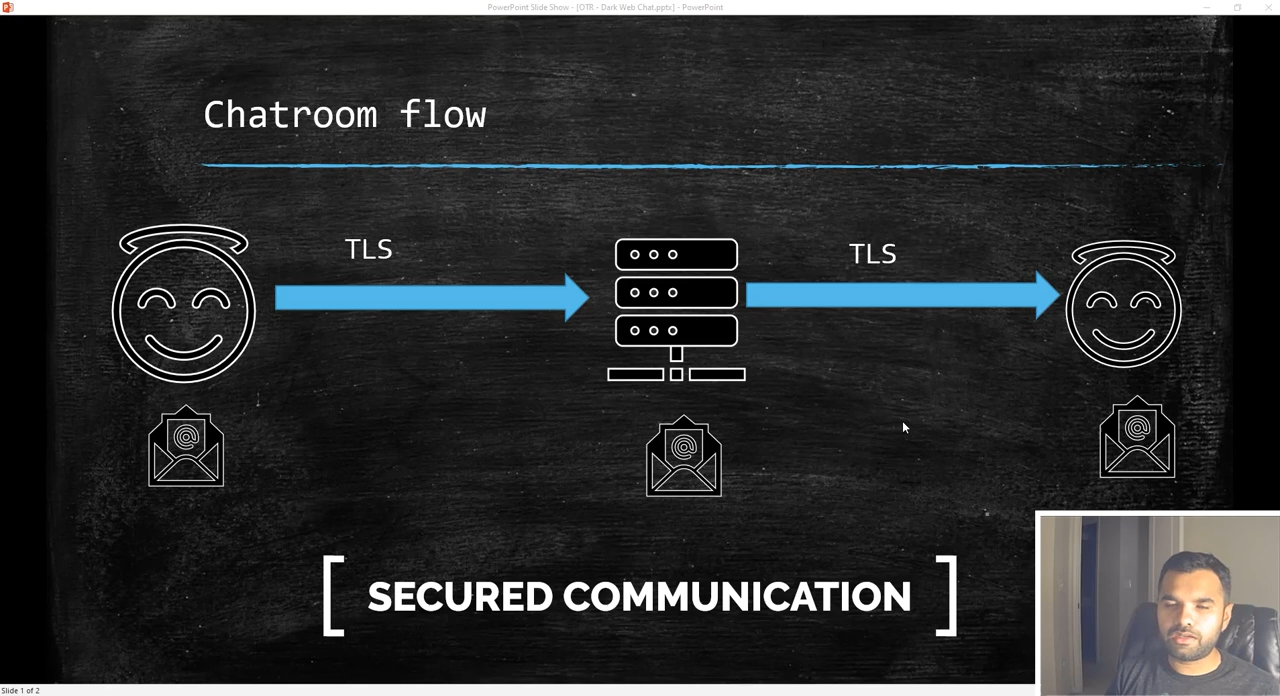 PowerPoint Slide Show - [OTR - Dark Web Chat.pptx] - PowerPoint
Chatroom flow
TLS
TLS
[ SECURED COMMUNICATION ]
Slide 1 of 2